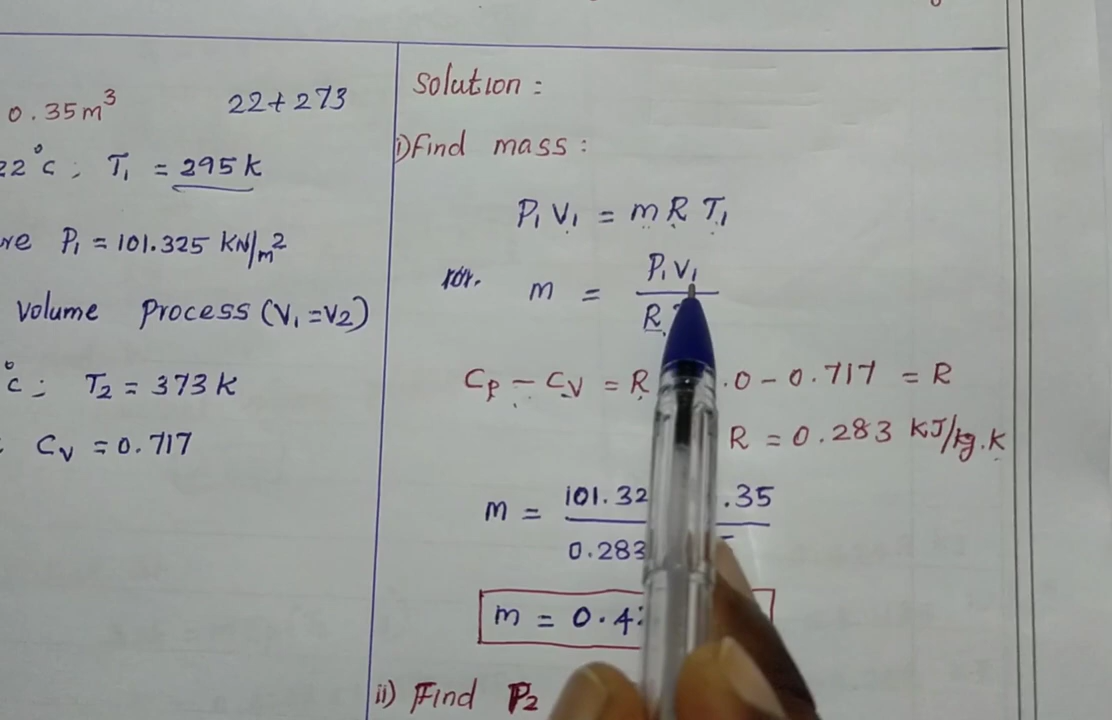 0.35m³ 22+273
22°C; T₁ = 295 K
P₁ = 101.325 KN/m²
Volume Process (V₁ = V₂)
°C; T₂ = 373 K
Cᵥ = 0.717
Solution:
i) Find mass:
P₁ V₁ = m R T₁
m = P₁V₁ / R
Cₚ - Cᵥ = R .0 - 0.717 = R
R = 0.283 KJ/kg.K
m = 101.32 .35 / 0.283
m = 0.4
ii) Find P₂